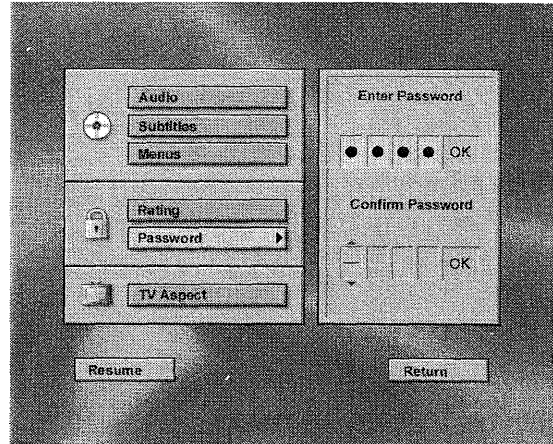 Audio
Subtitles
Menus
Rating
Password
TV Aspect
Enter Password
OK
Confirm Password
OK
Resume
Return